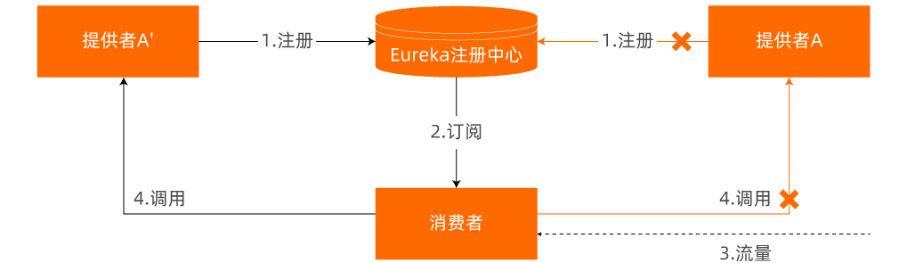 提供者A'
1.注册
Eureka注册中心
1.注册
提供者A
2.订阅
4.调用
消费者
4.调用
3.流量